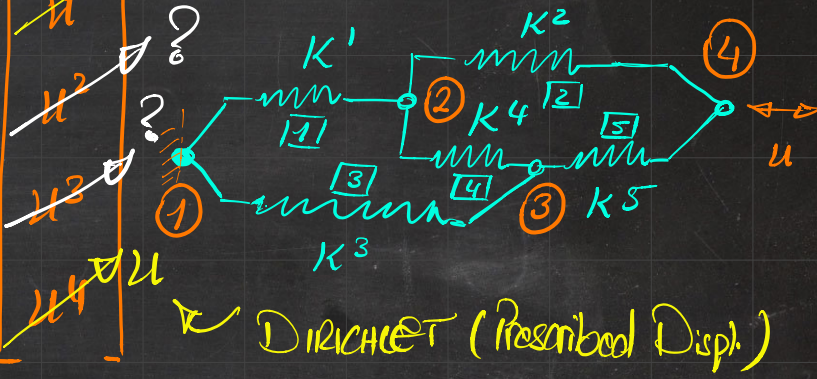 u
u²
?
u³
?
u4
u
K¹
1
K²
2
2
4
K4
4
5
3
K³
1
3
K5
u
DIRICHLET (Prescribed Displ.)